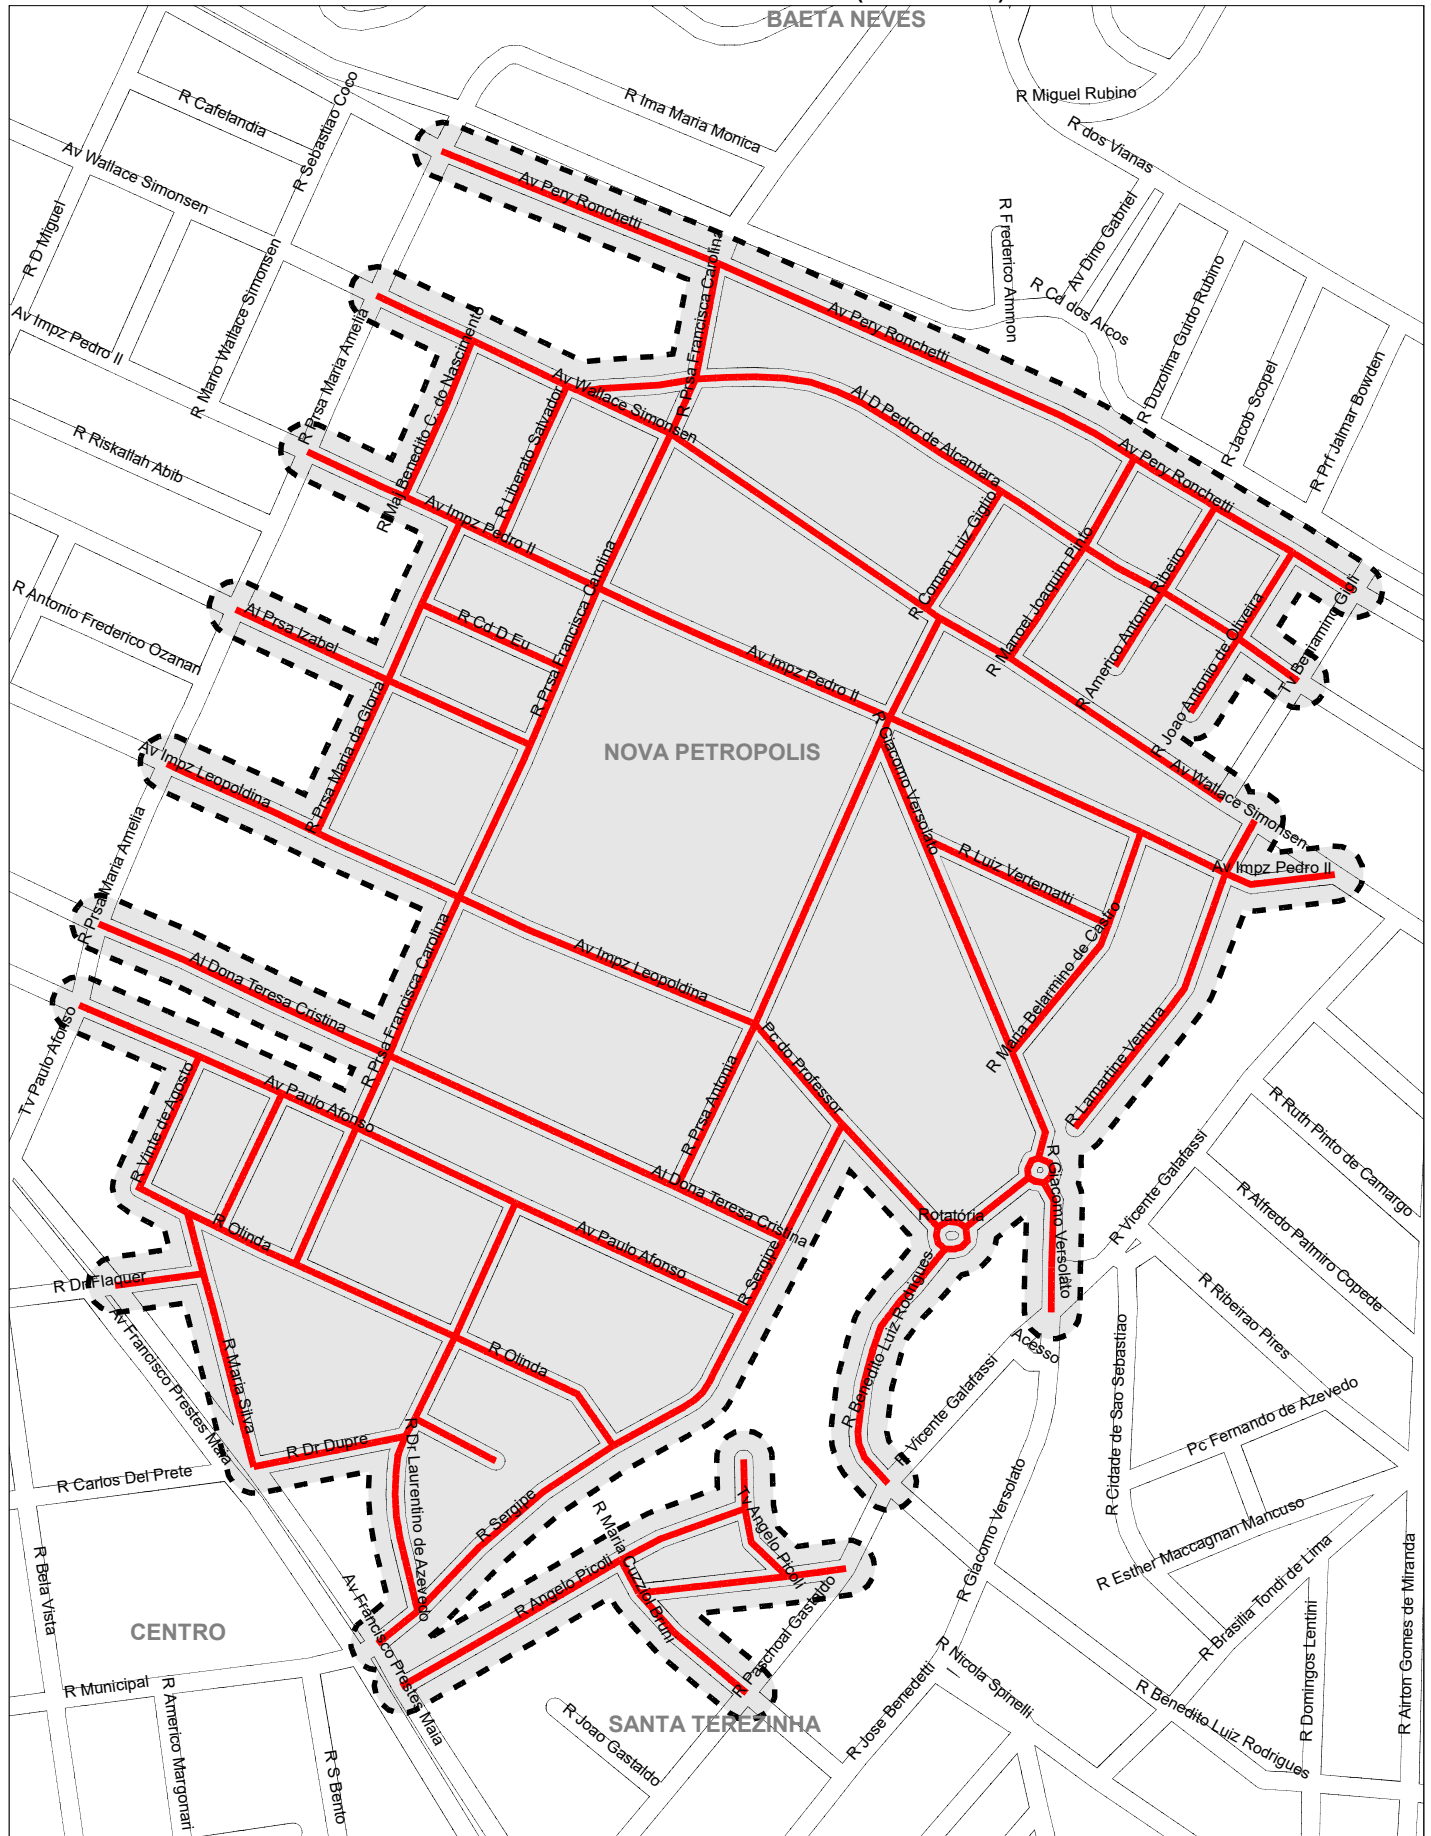 BAETA NEVES
R Cafelandia
R Sebastiao Coco
R Ima Maria Monica
R Miguel Rubino
R dos Vianas
Av Wallace Simonsen
R D Miguel
Av Pery Ronchetti
R Frederico Ammon
Av Dino Gabriel
R Cd dos Arcos
R Duzolina Guido Rubino
R Mario Wallace Simonsen
R Prsa Francisca Carolina
Av Impz Pedro II
R Prsa Maria Amelia
R Maj Benedito C. do Nascimento
Av Pery Ronchetti
R Jacob Scopel
R Prf Jalmar Bowden
Av Wallace Simonsen
R Liberato Salvador
Al D Pedro de Alcantara
R Riskallah Abib
Av Pery Ronchetti
Av Impz Pedro II
R Comen Luiz Giglio
R Manoel Joaquim Pinto
R Americo Antonio Ribeiro
R Joao Antonio de Oliveira
Tv Beniamino Gigli
R Antonio Frederico Ozanan
Al Prsa Izabel
R Cd D Eu
R Prsa Francisca Carolina
Av Impz Pedro II
R Prsa Maria da Gloria
NOVA PETROPOLIS
R Giacomo Versolato
Av Impz Leopoldina
Av Wallace Simonsen
R Luiz Vertematti
Av Impz Pedro II
R Prsa Maria Amelia
R Maria Belarmino de Castro
Al Dona Teresa Cristina
R Prsa Francisca Carolina
Av Impz Leopoldina
Tv Paulo Afonso
Pc do Professor
R Lamartine Ventura
R Vinte de Agosto
Av Paulo Afonso
R Prsa Antonia
R Ruth Pinto de Camargo
R Vicente Galafassi
R Giacomo Versolato
Al Dona Teresa Cristina
R Alfredo Palmiro Copede
R Olinda
Rotatória
Av Paulo Afonso
R Sergipe
R Dr Flaquer
R Benedito Luiz Rodrigues
R Ribeirao Pires
Av Francisco Prestes Maia
Acesso
R Cidade de Sao Sebastiao
R Maria Silva
R Olinda
R Vicente Galafassi
Pc Fernando de Azevedo
R Dr Dupre
R Dr Laurentino de Azevedo
R Carlos Del Prete
R Giacomo Versolato
R Sergipe
R Maria Cuzziol Bruni
Tv Angelo Picoli
R Esther Maccagnan Mancuso
R Bela Vista
Av Francisco Prestes Maia
R Angelo Picoli
R Paschoal Gastaldo
R Brasilia Tondi de Lima
R Domingos Lentini
R Airton Gomes de Miranda
CENTRO
R Municipal
R Nicola Spinelli
R Jose Benedetti
R Benedito Luiz Rodrigues
R Americo Margonari
R S Bento
R Joao Gastaldo
SANTA TEREZINHA